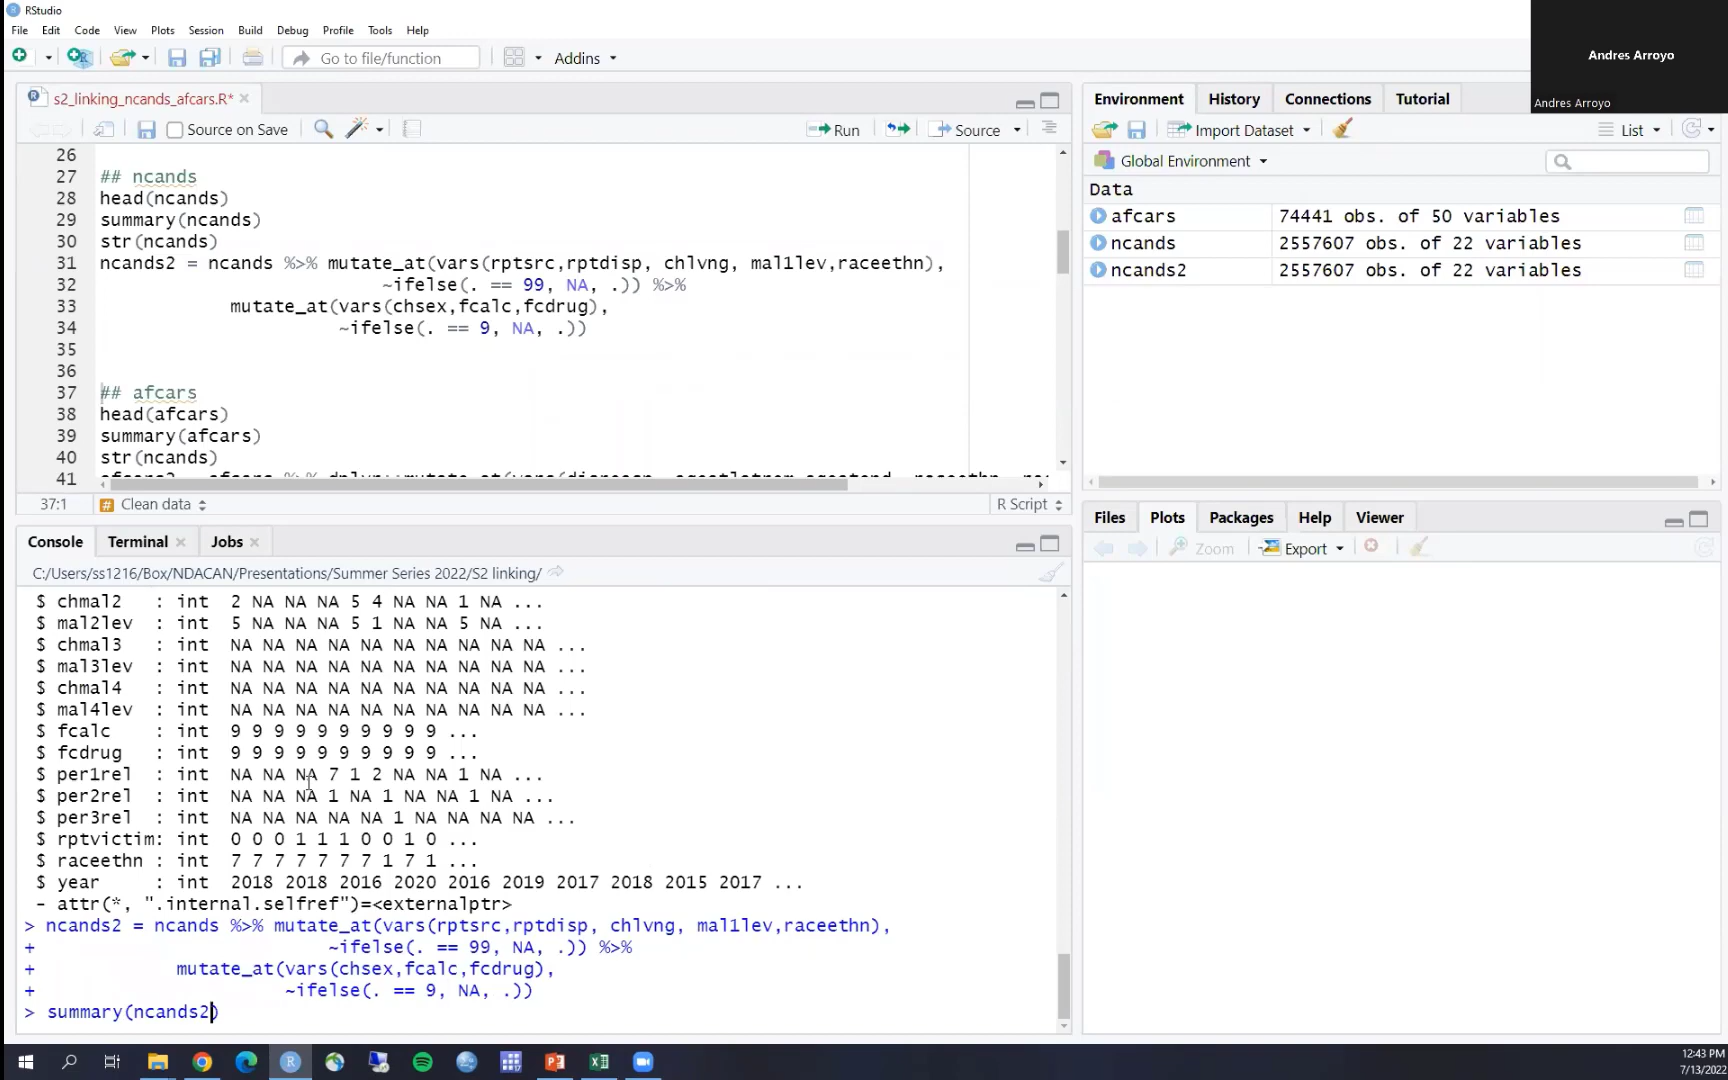 RStudio
File Edit Code View Plots Session Build Debug Profile Tools Help
Go to file/function Addins
Andres Arroyo
Andres Arroyo
s2_linking_ncands_afcars.R*
Source on Save Run Source
26
27 ## ncands
28 head(ncands)
29 summary(ncands)
30 str(ncands)
31 ncands2 = ncands %>% mutate_at(vars(rptsrc,rptdisp, chlvng, mal1lev,raceethn),
32 ~ifelse(. == 99, NA, .)) %>%
33 mutate_at(vars(chsex,fcalc,fcdrug),
34 ~ifelse(. == 9, NA, .))
35
36
37 ## afcars
38 head(afcars)
39 summary(afcars)
40 str(ncands)
41
37:1 Clean data R Script
Console Terminal Jobs
C:/Users/ss1216/Box/NDACAN/Presentations/Summer Series 2022/S2 linking/
$ chmal2 : int 2 NA NA NA 5 4 NA NA 1 NA ...
$ mal2lev : int 5 NA NA NA 5 1 NA NA 5 NA ...
$ chmal3 : int NA NA NA NA NA NA NA NA NA NA ...
$ mal3lev : int NA NA NA NA NA NA NA NA NA NA ...
$ chmal4 : int NA NA NA NA NA NA NA NA NA NA ...
$ mal4lev : int NA NA NA NA NA NA NA NA NA NA ...
$ fcalc : int 9 9 9 9 9 9 9 9 9 9 ...
$ fcdrug : int 9 9 9 9 9 9 9 9 9 9 ...
$ per1rel : int NA NA NA 7 1 2 NA NA 1 NA ...
$ per2rel : int NA NA NA 1 NA 1 NA NA 1 NA ...
$ per3rel : int NA NA NA NA NA 1 NA NA NA NA ...
$ rptvictim: int 0 0 0 1 1 1 0 0 1 0 ...
$ raceethn : int 7 7 7 7 7 7 7 1 7 1 ...
$ year : int 2018 2018 2016 2020 2016 2019 2017 2018 2015 2017 ...
- attr(*, ".internal.selfref")=<externalptr>
> ncands2 = ncands %>% mutate_at(vars(rptsrc,rptdisp, chlvng, mal1lev,raceethn),
+ ~ifelse(. == 99, NA, .)) %>%
+ mutate_at(vars(chsex,fcalc,fcdrug),
+ ~ifelse(. == 9, NA, .))
> summary(ncands2)
Environment History Connections Tutorial
Import Dataset List
Global Environment
Data
afcars 74441 obs. of 50 variables
ncands 2557607 obs. of 22 variables
ncands2 2557607 obs. of 22 variables
Files Plots Packages Help Viewer
Zoom Export
12:43 PM
7/13/2022